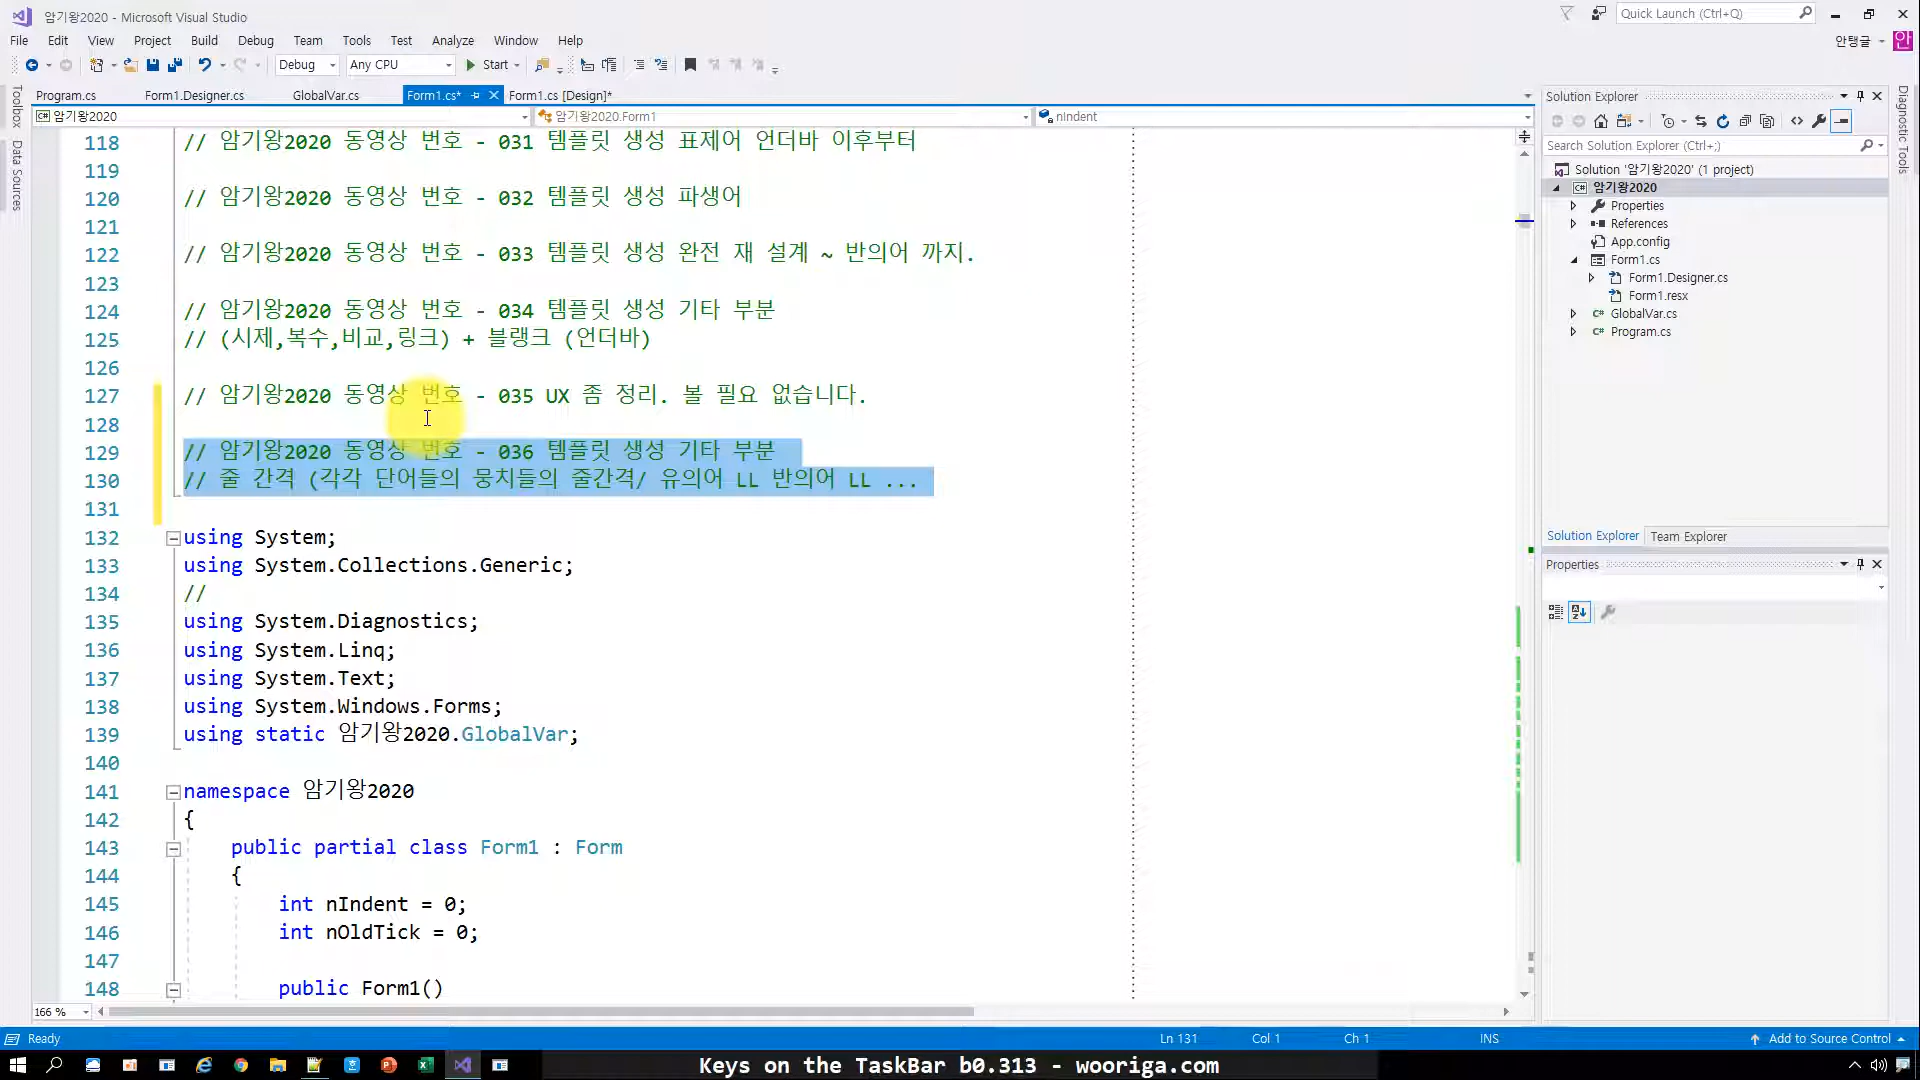 암기왕2020 - Microsoft Visual Studio
Quick Launch (Ctrl+Q)
File Edit View Project Build Debug Team Tools Test Analyze Window Help
안탱글 안
Debug Any CPU Start
Toolbox
Data Sources
Program.cs Form1.Designer.cs GlobalVar.cs Form1.cs* Form1.cs [Design]*
암기왕2020 암기왕2020.Form1 nIndent
118 // 암기왕2020 동영상 번호 - 031 템플릿 생성 표제어 언더바 이후부터
119
120 // 암기왕2020 동영상 번호 - 032 템플릿 생성 파생어
121
122 // 암기왕2020 동영상 번호 - 033 템플릿 생성 완전 재 설계 ~ 반의어 까지.
123
124 // 암기왕2020 동영상 번호 - 034 템플릿 생성 기타 부분
125 // (시제,복수,비교,링크) + 블랭크 (언더바)
126
127 // 암기왕2020 동영상 번호 - 035 UX 좀 정리. 볼 필요 없습니다.
128
129 // 암기왕2020 동영상 번호 - 036 템플릿 생성 기타 부분
130 // 줄 간격 (각각 단어들의 뭉치들의 줄간격/ 유의어 LL 반의어 LL ...
131
132 using System;
133 using System.Collections.Generic;
134 //
135 using System.Diagnostics;
136 using System.Linq;
137 using System.Text;
138 using System.Windows.Forms;
139 using static 암기왕2020.GlobalVar;
140
141 namespace 암기왕2020
142 {
143 public partial class Form1 : Form
144 {
145 int nIndent = 0;
146 int nOldTick = 0;
147
148 public Form1()
166 %
Solution Explorer
Search Solution Explorer (Ctrl+;)
Solution '암기왕2020' (1 project)
암기왕2020
Properties
References
App.config
Form1.cs
Form1.Designer.cs
Form1.resx
GlobalVar.cs
Program.cs
Solution Explorer Team Explorer
Properties
Diagnostic Tools
Ready Ln 131 Col 1 Ch 1 INS Add to Source Control
Keys on the TaskBar b0.313 - wooriga.com